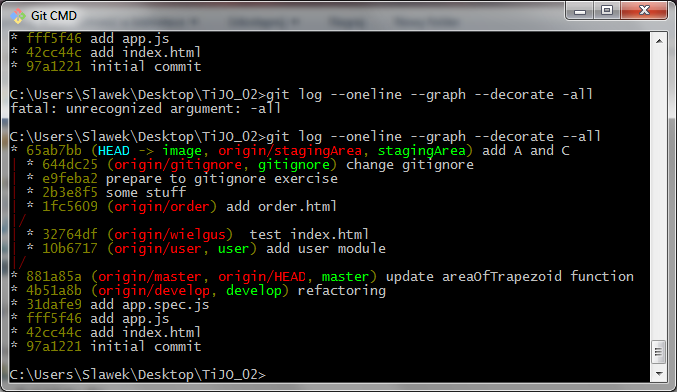 Git CMD
* fff5f46 add app.js
* 42cc44c add index.html
* 97a1221 initial commit
C:\Users\Slawek\Desktop\TiJO_02>git log --oneline --graph --decorate -all
fatal: unrecognized argument: -all
C:\Users\Slawek\Desktop\TiJO_02>git log --oneline --graph --decorate --all
* 65ab7bb (HEAD -> image, origin/stagingArea, stagingArea) add A and C
| * 644dc25 (origin/gitignore, gitignore) change gitignore
| * e9feba2 prepare to gitignore exercise
| * 2b3e8f5 some stuff
| * 1fc5609 (origin/order) add order.html
|/
| * 32764df (origin/wielgus)  test index.html
| * 10b6717 (origin/user, user) add user module
|/
* 881a85a (origin/master, origin/HEAD, master) update areaOfTrapezoid function
* 4b51a8b (origin/develop, develop) refactoring
* 31dafe9 add app.spec.js
* fff5f46 add app.js
* 42cc44c add index.html
* 97a1221 initial commit
C:\Users\Slawek\Desktop\TiJO_02>